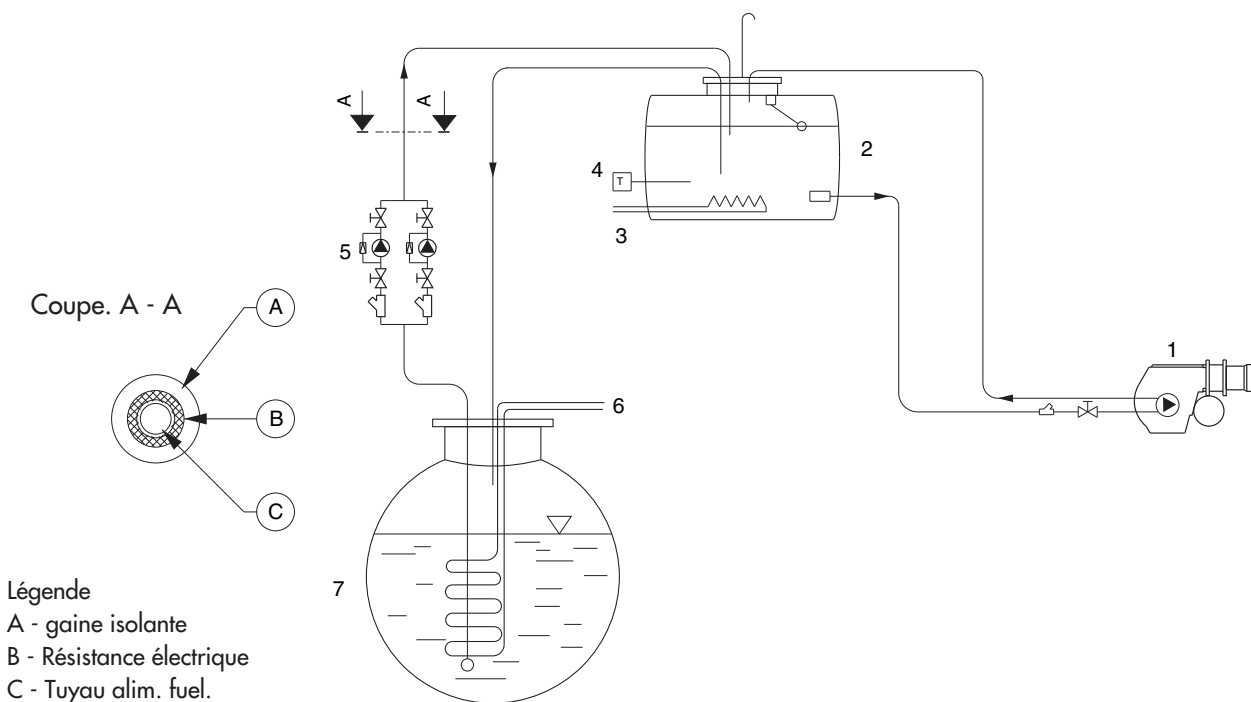 A
A
4
T
2
3
5
Coupe. A - A
A
B
C
1
6
7
Légende
A - gaine isolante
B - Résistance électrique
C - Tuyau alim. fuel.